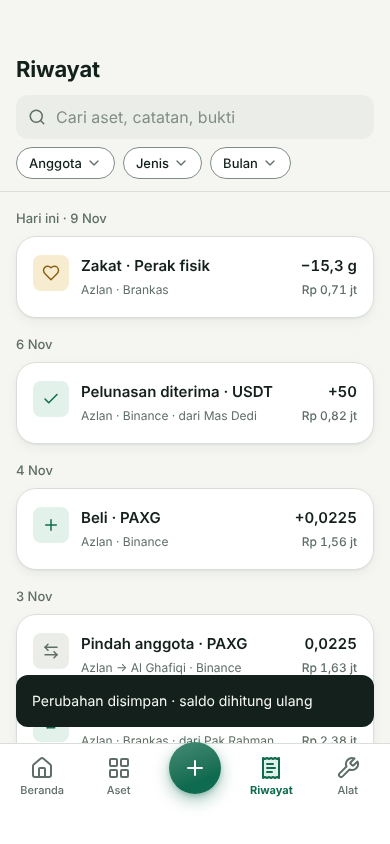 Riwayat
Cari aset, catatan, bukti
Anggota
Jenis
Bulan
Hari ini · 9 Nov
Zakat · Perak fisik
−15,3 g
Azlan · Brankas
Rp 0,71 jt
6 Nov
Pelunasan diterima · USDT
+50
Azlan · Binance · dari Mas Dedi
Rp 0,82 jt
4 Nov
Beli · PAXG
+0,0225
Azlan · Binance
Rp 1,56 jt
3 Nov
Pindah anggota · PAXG
0,0225
Azlan → Al Ghafiqi · Binance
Rp 1,63 jt
Perubahan disimpan · saldo dihitung ulang
Azlan · Brankas · dari Pak Rahman
Rp 2,38 jt
Beranda
Aset
Riwayat
Alat